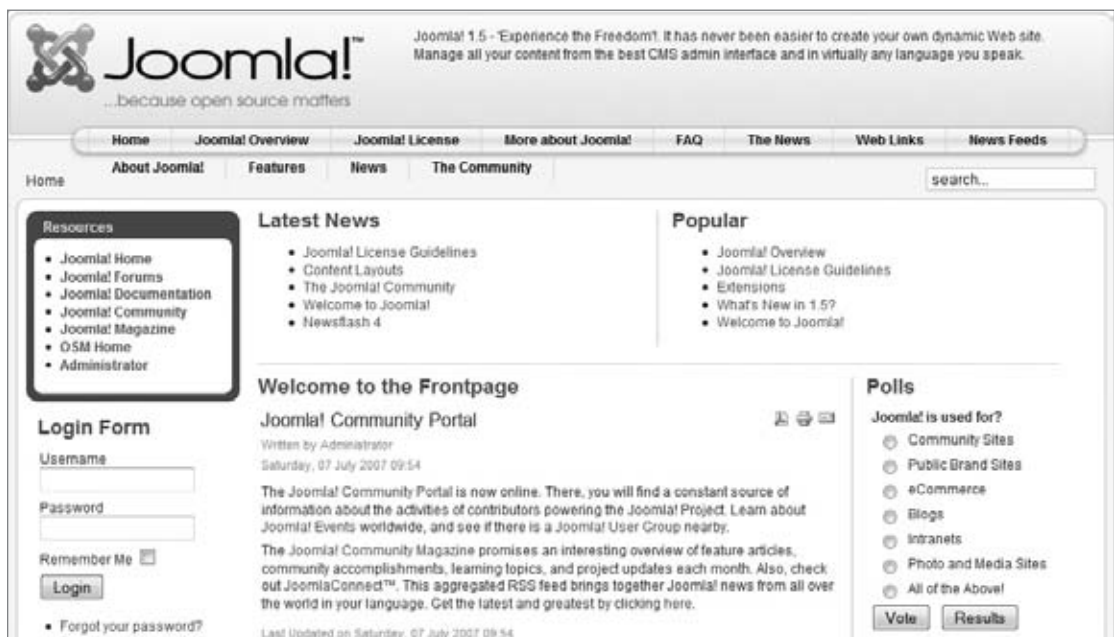 Joomla!™
...because open source matters
Joomla! 1.5 - 'Experience the Freedom'!. It has never been easier to create your own dynamic Web site.
Manage all your content from the best CMS admin interface and in virtually any language you speak.
Home Joomla! Overview Joomla! License More about Joomla! FAQ The News Web Links News Feeds
About Joomla! Features News The Community
Home
search...
Resources
Joomla! Home
Joomla! Forums
Joomla! Documentation
Joomla! Community
Joomla! Magazine
OSM Home
Administrator
Login Form
Username
Password
Remember Me
Login
Forgot your password?
Latest News
Joomla! License Guidelines
Content Layouts
The Joomla! Community
Welcome to Joomla!
Newsflash 4
Popular
Joomla! Overview
Joomla! License Guidelines
Extensions
What's New in 1.5?
Welcome to Joomla!
Welcome to the Frontpage
Joomla! Community Portal
Written by Administrator
Saturday, 07 July 2007 09:54
The Joomla! Community Portal is now online. There, you will find a constant source of
information about the activities of contributors powering the Joomla! Project. Learn about
Joomla! Events worldwide, and see if there is a Joomla! User Group nearby.
The Joomla! Community Magazine promises an interesting overview of feature articles,
community accomplishments, learning topics, and project updates each month. Also, check
out JoomlaConnect™. This aggregated RSS feed brings together Joomla! news from all over
the world in your language. Get the latest and greatest by clicking here.
Last Updated on Saturday, 07 July 2007 09:54
Polls
Joomla! is used for?
Community Sites
Public Brand Sites
eCommerce
Blogs
Intranets
Photo and Media Sites
All of the Above!
Vote Results